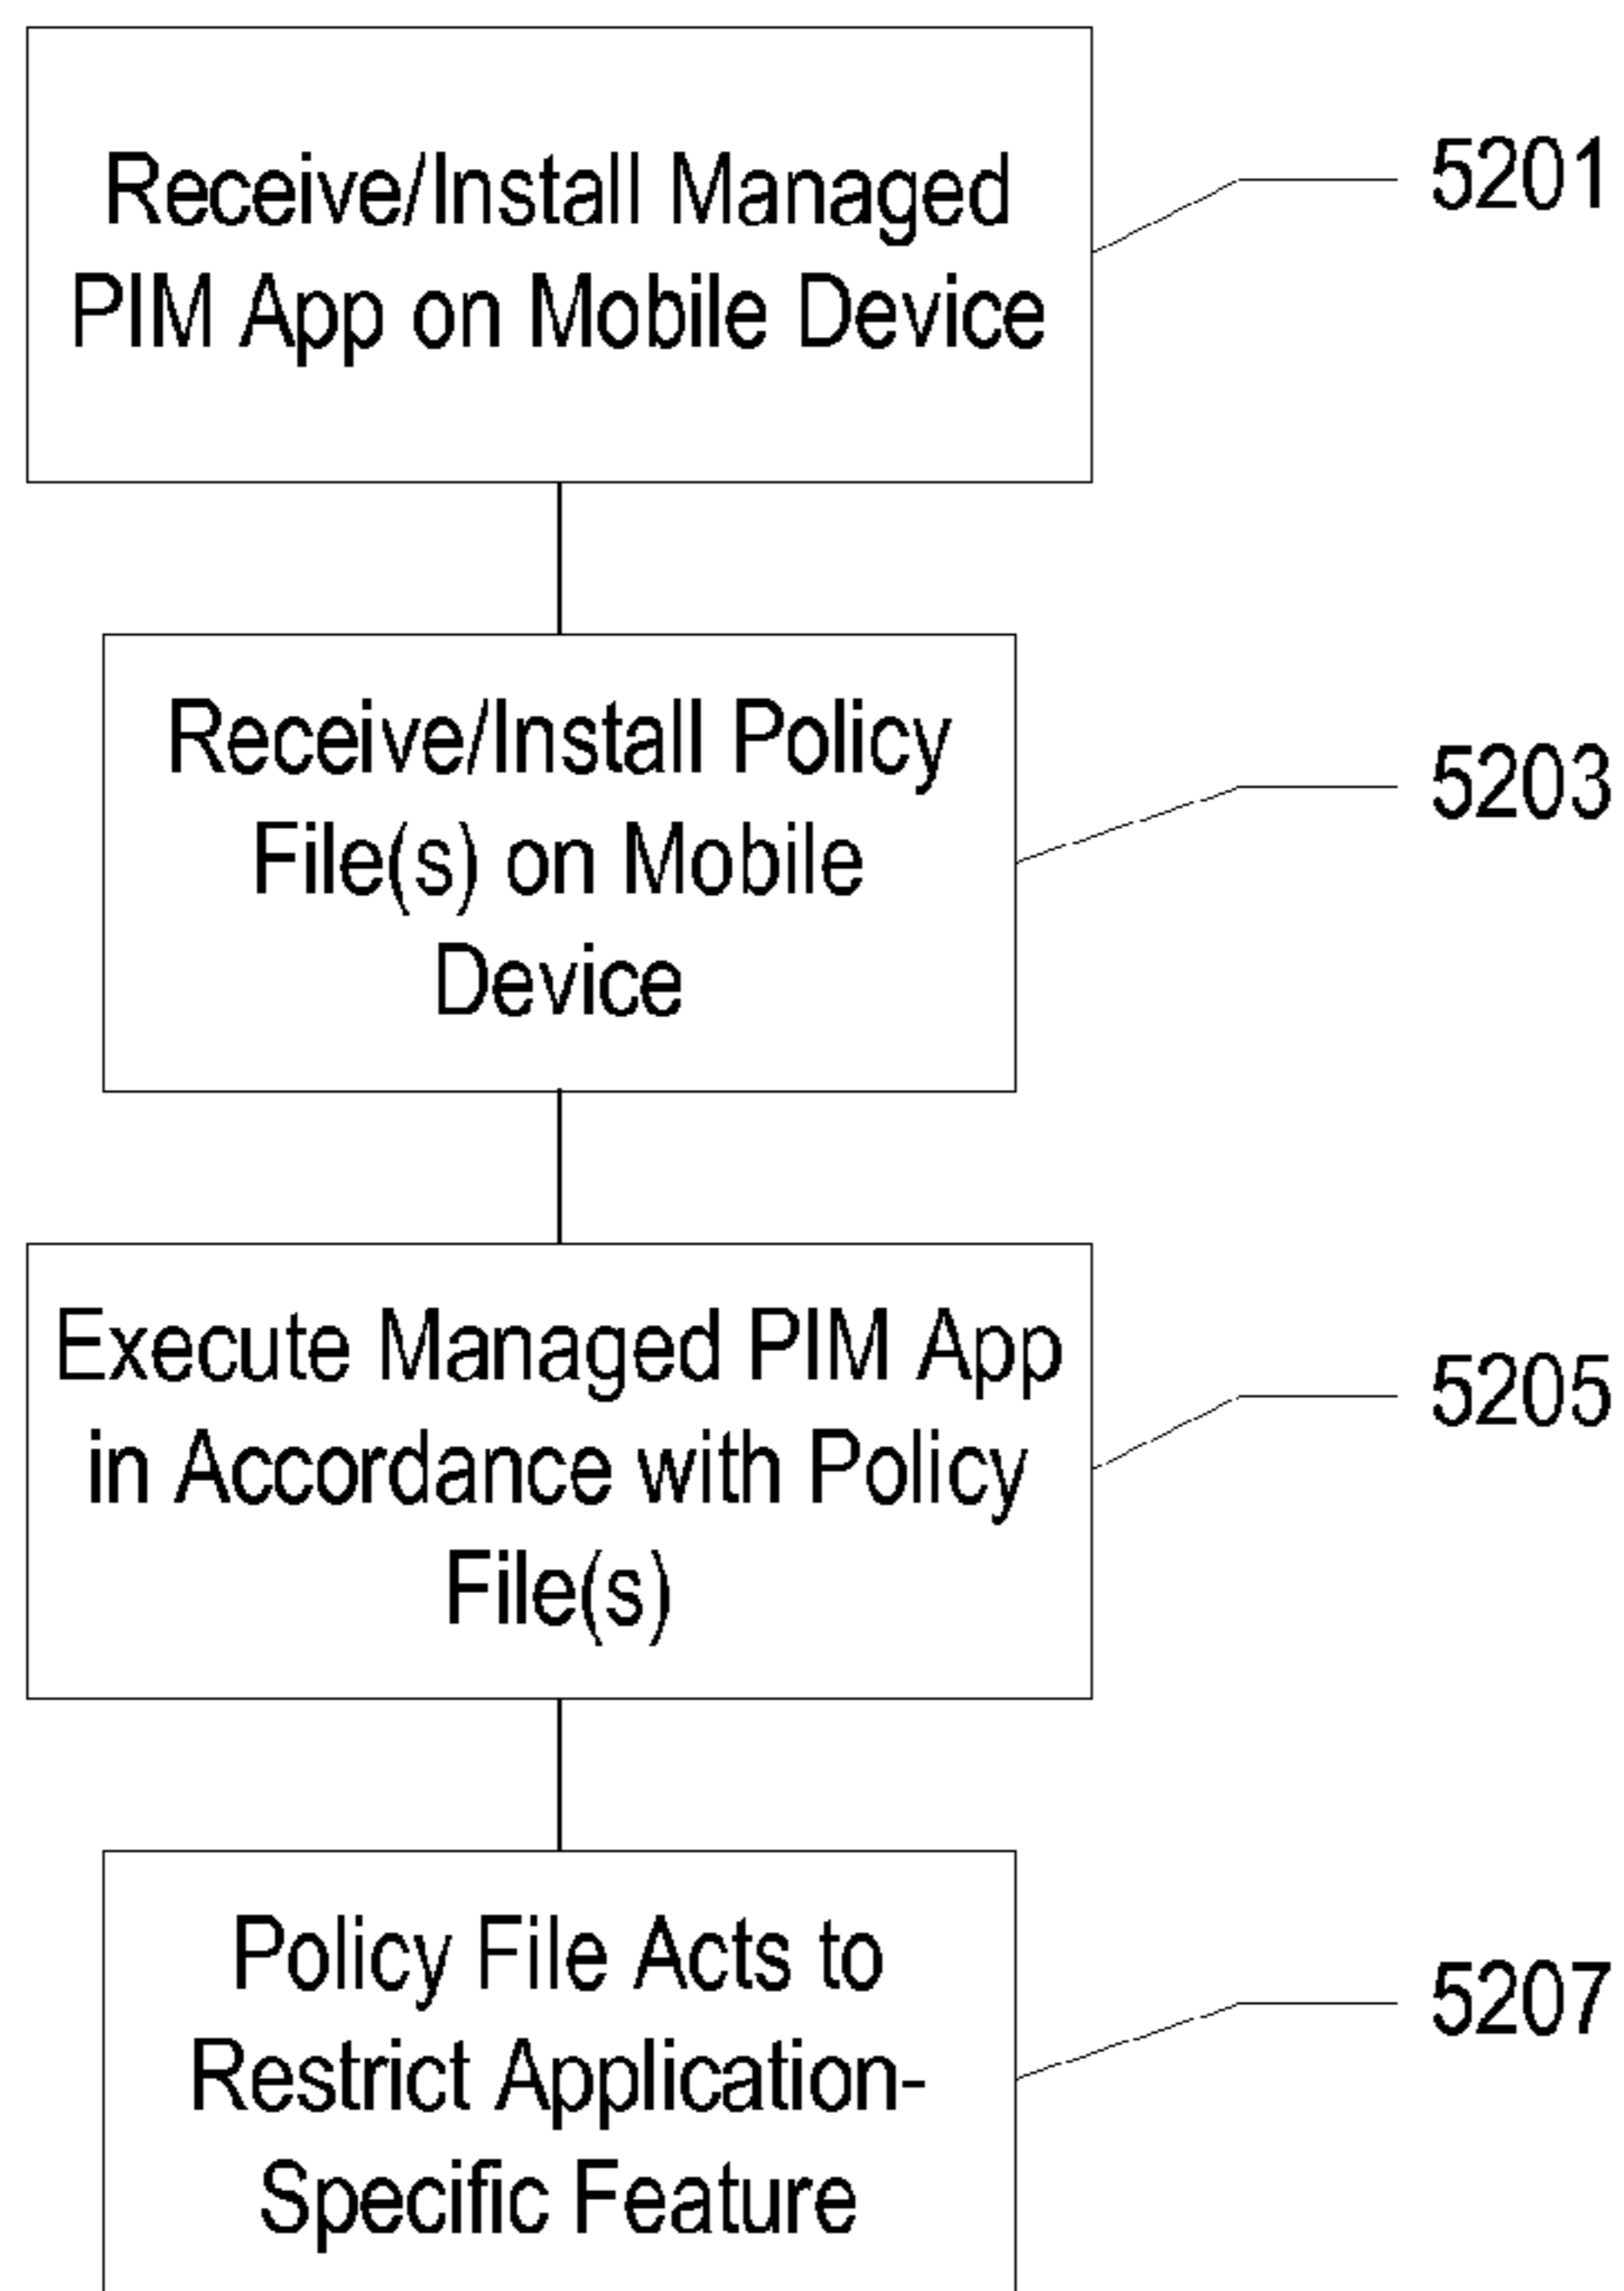 Receive/Install Managed
PIM App on Mobile Device
5201
Receive/Install Policy
File(s) on Mobile
Device
5203
Execute Managed PIM App
in Accordance with Policy
File(s)
5205
Policy File Acts to
Restrict Application-
Specific Feature
5207